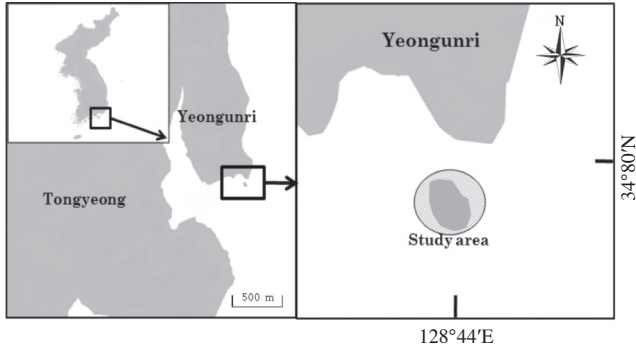 Yeongunri
Tongyeong
500 m
Yeongunri
N
34°80′N
Study area
128°44′E